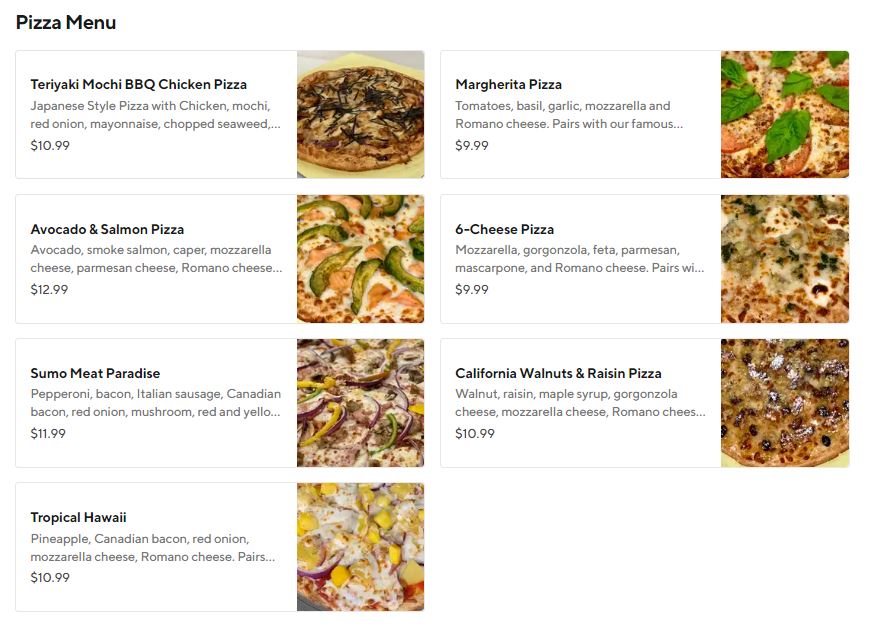 Pizza Menu
Teriyaki Mochi BBQ Chicken Pizza
Japanese Style Pizza with Chicken, mochi,
red onion, mayonnaise, chopped seaweed,...
$10.99
Margherita Pizza
Tomatoes, basil, garlic, mozzarella and
Romano cheese. Pairs with our famous...
$9.99
Avocado & Salmon Pizza
Avocado, smoke salmon, caper, mozzarella
cheese, parmesan cheese, Romano cheese...
$12.99
6-Cheese Pizza
Mozzarella, gorgonzola, feta, parmesan,
mascarpone, and Romano cheese. Pairs wi...
$9.99
Sumo Meat Paradise
Pepperoni, bacon, Italian sausage, Canadian
bacon, red onion, mushroom, red and yello...
$11.99
California Walnuts & Raisin Pizza
Walnut, raisin, maple syrup, gorgonzola
cheese, mozzarella cheese, Romano chees...
$10.99
Tropical Hawaii
Pineapple, Canadian bacon, red onion,
mozzarella cheese, Romano cheese. Pairs...
$10.99